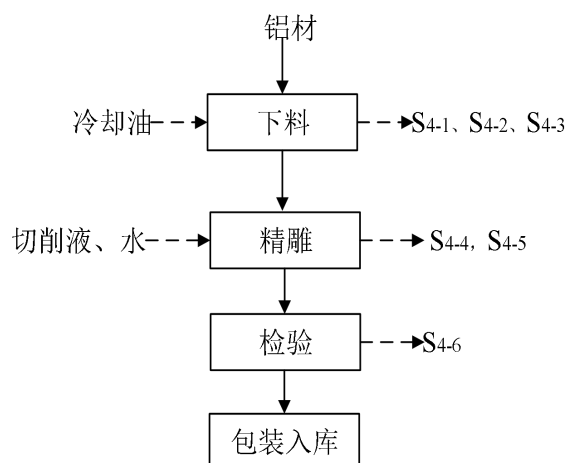 铝材
冷却油
下料
S4-1、S4-2、S4-3
切削液、水
精雕
S4-4，S4-5
检验
S4-6
包装入库